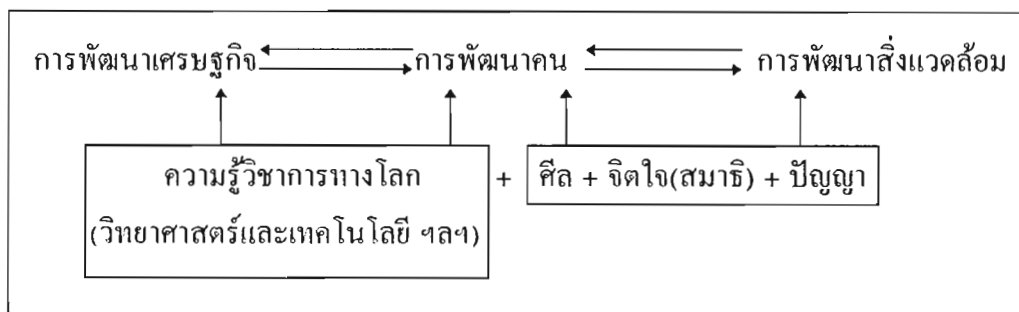 การพัฒนาเศรษฐกิจ การพัฒนาคน การพัฒนาสิ่งแวดล้อม
ความรู้วิชาการทางโลก + ศีล + จิตใจ(สมาธิ) + ปัญญา
(วิทยาศาสตร์และเทคโนโลยี ฯลฯ)